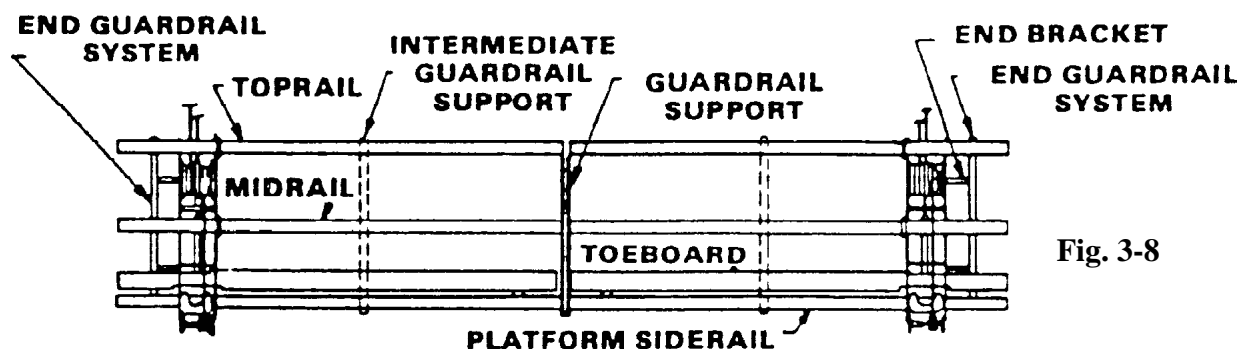 END GUARDRAIL
SYSTEM
TOPRAIL
INTERMEDIATE
GUARDRAIL
SUPPORT
GUARDRAIL
SUPPORT
END BRACKET
END GUARDRAIL
SYSTEM
MIDRAIL
TOEBOARD
Fig. 3-8
PLATFORM SIDERAIL